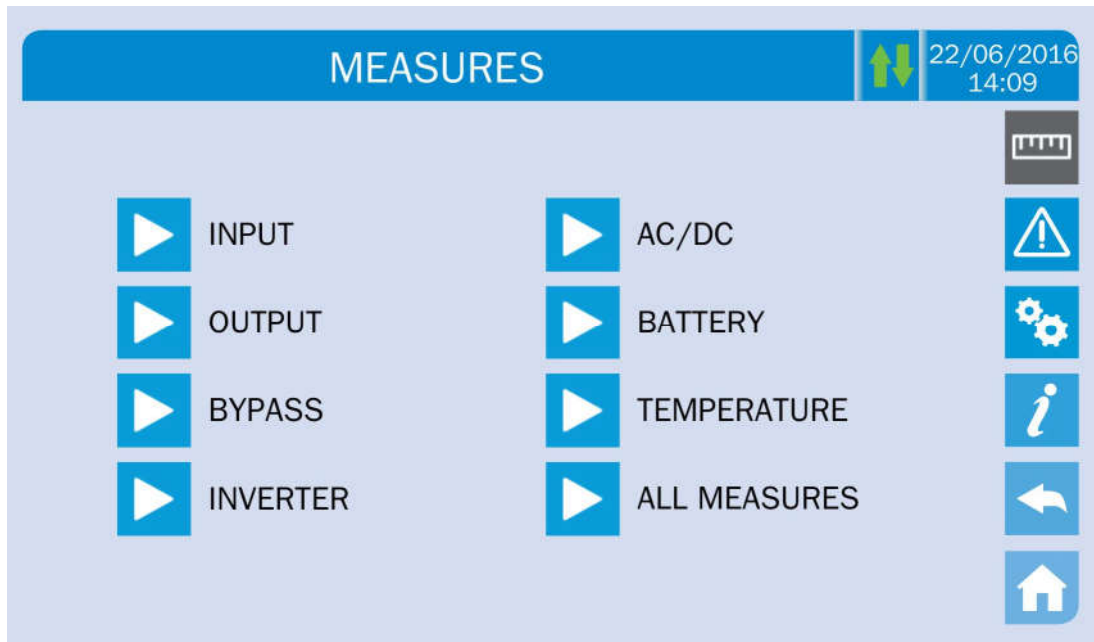 MEASURES
22/06/2016
14:09
INPUT
AC/DC
OUTPUT
BATTERY
BYPASS
TEMPERATURE
INVERTER
ALL MEASURES